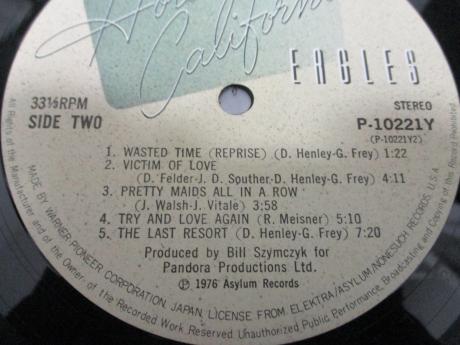 Hotel
California
EAGLES
33⅓RPM
SIDE TWO
STEREO
P-10221Y
(P-10221Y2)
1. WASTED TIME (REPRISE) (D. Henley-G. Frey) 1:22
2. VICTIM OF LOVE
(D. Felder-J. D. Souther-D. Henley-G. Frey) 4:11
3. PRETTY MAIDS ALL IN A ROW
(J. Walsh-J. Vitale) 3:58
4. TRY AND LOVE AGAIN (R. Meisner) 5:10
5. THE LAST RESORT (D. Henley-G. Frey) 7:20
Produced by Bill Szymczyk for
Pandora Productions Ltd.
Ⓟ 1976 Asylum Records
MADE BY WARNER-PIONEER CORPORATION, JAPAN, LICENSE FROM ELEKTRA/ASYLUM/NONESUCH RECORDS, U.S.A.
All Rights of the Manufacturer and of the Owner of the Recorded Work Reserved Unauthorized Public Performance, Broadcasting and Copying of this Record Prohibited